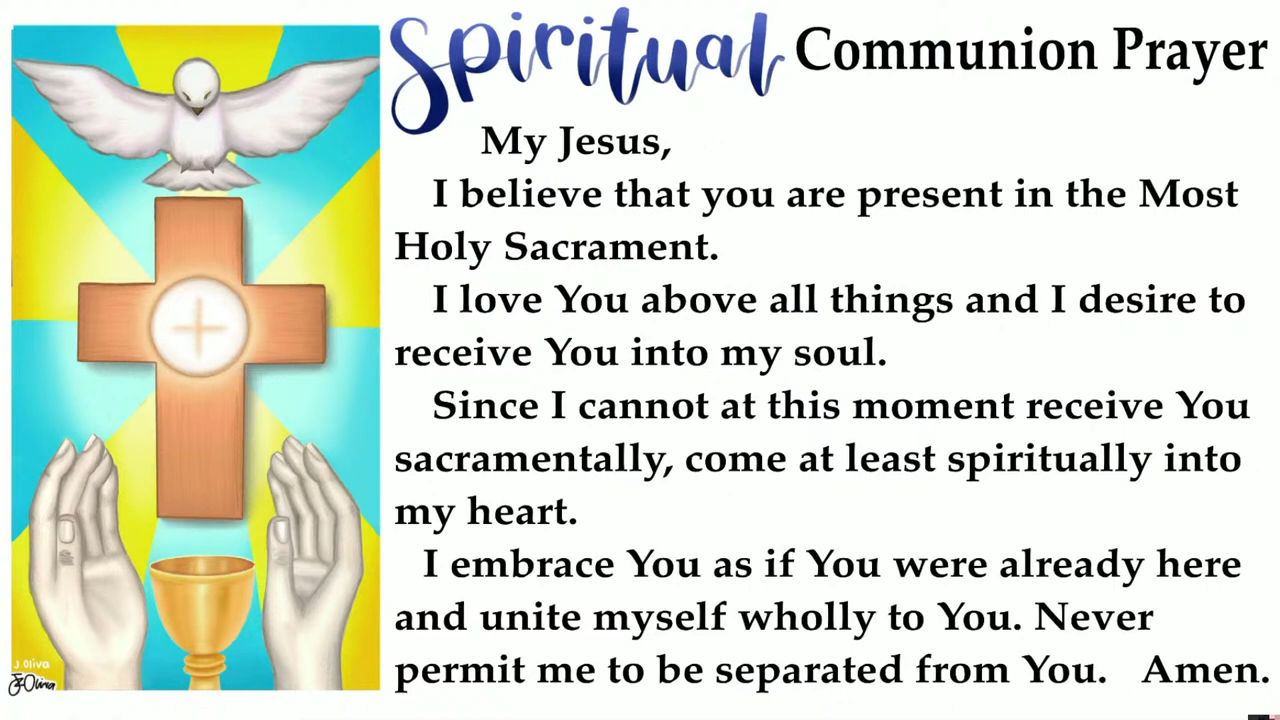 Spiritual Communion Prayer
My Jesus,
I believe that you are present in the Most
Holy Sacrament.
I love You above all things and I desire to
receive You into my soul.
Since I cannot at this moment receive You
sacramentally, come at least spiritually into
my heart.
I embrace You as if You were already here
and unite myself wholly to You. Never
permit me to be separated from You. Amen.
J Oliva
J Oliva